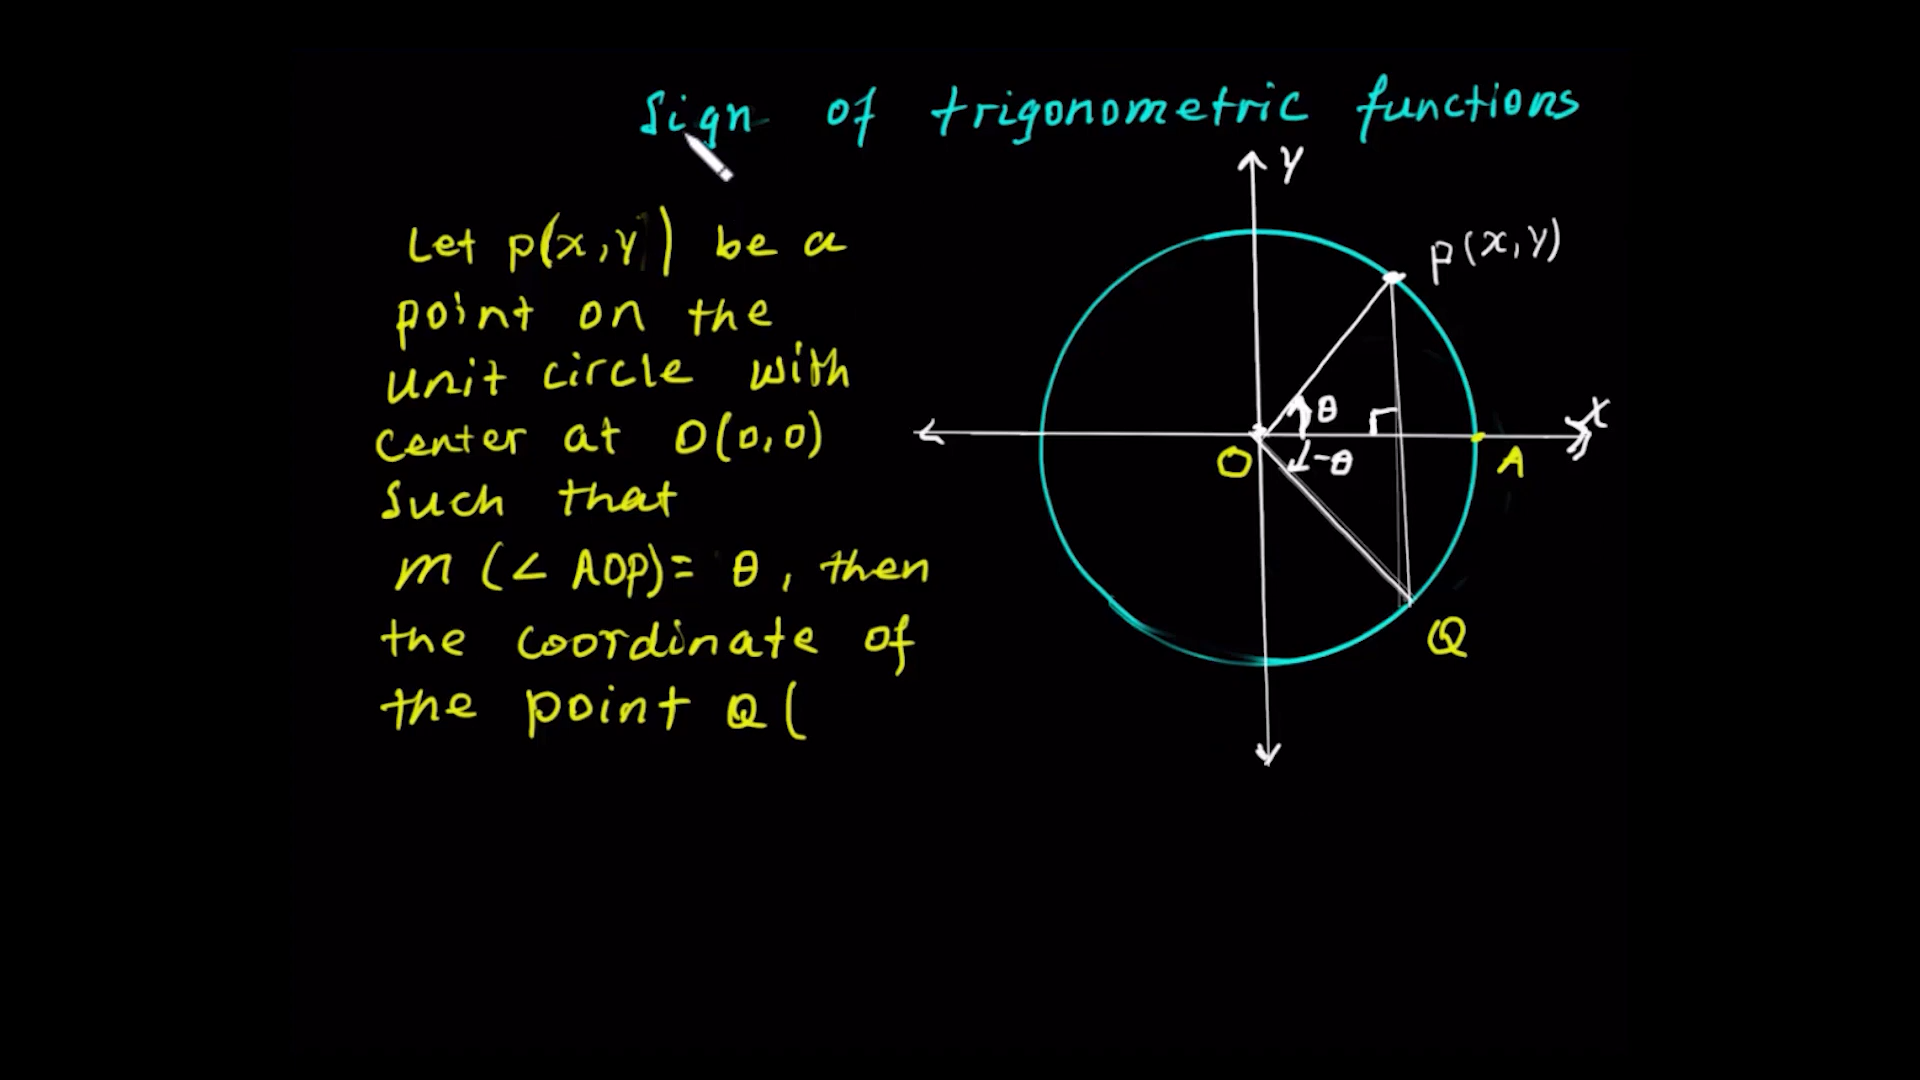 Sign of trigonometric functions
Y
Let p(x,y) be a
p(x,y)
point on the
unit circle with
center at O(0,0)
θ
x
O
-θ
A
Such that
m (∠ AOP)= θ, then
the coordinate of
Q
the point Q(